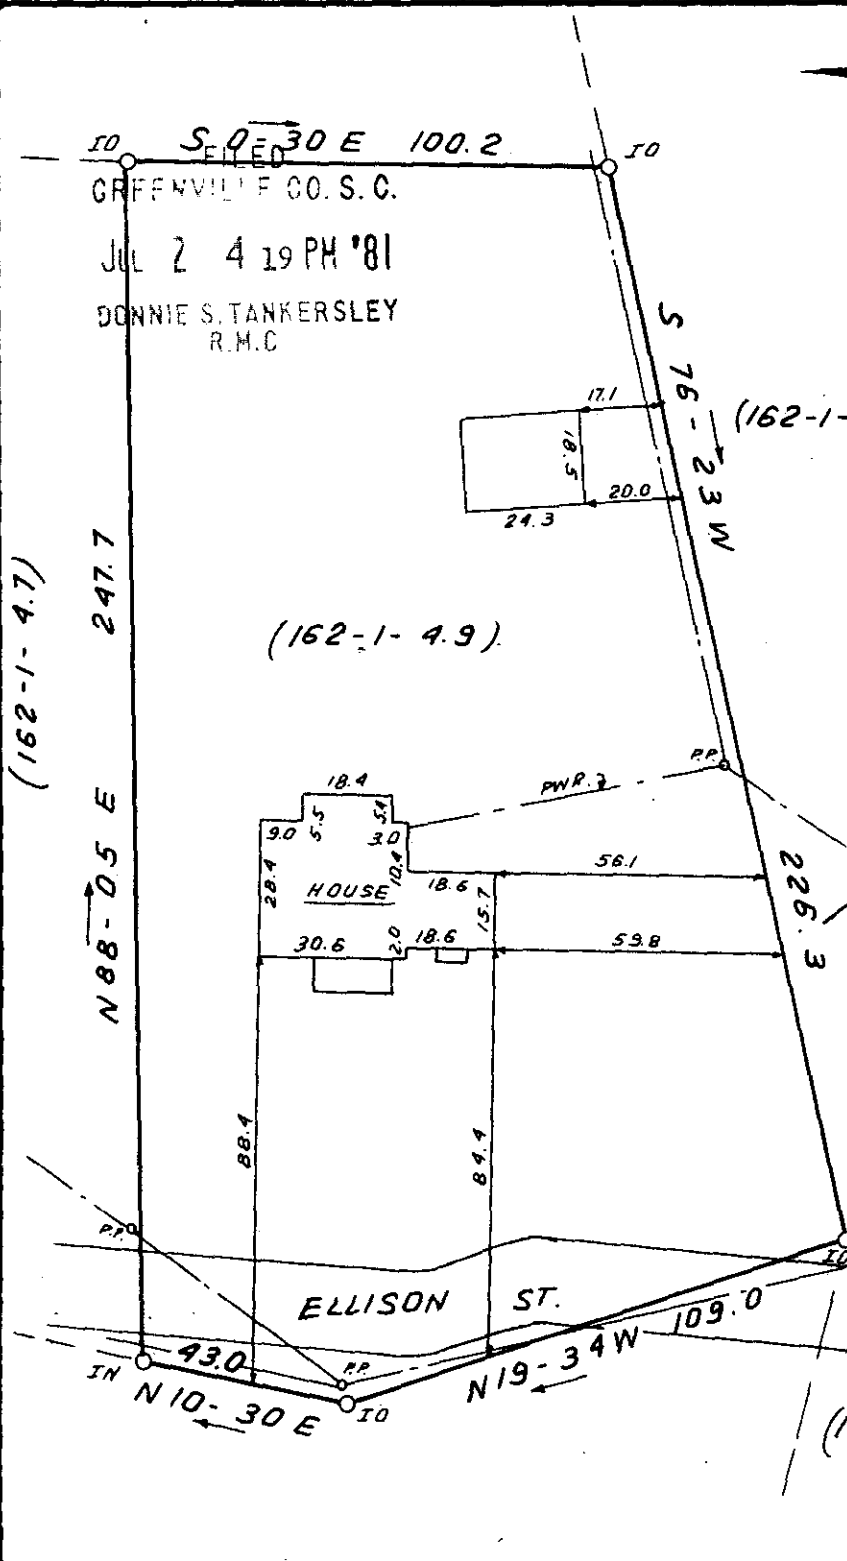 S 0-30 E 100.2
IO
IO
FILED
GREENVILLE CO. S. C.
JUL 2 4 19 PM '81
DONNIE S. TANKERSLEY
R.M.C
S 76-23 W
226.3
(162-1-
17.1
18.5
20.0
24.3
N 88-05 E 247.7
(162-1-4.7)
(162-1-4.9)
P.P.
PWR.
18.4
9.0
5.5
5.4
3.0
10.4
28.4
HOUSE
18.6
15.7
56.1
30.6
2.0
18.6
59.8
88.4
84.4
P.P.
ELLISON ST.
IO
109.0
N 19-34 W
43.0
P.P.
IN
IO
N 10-30 E